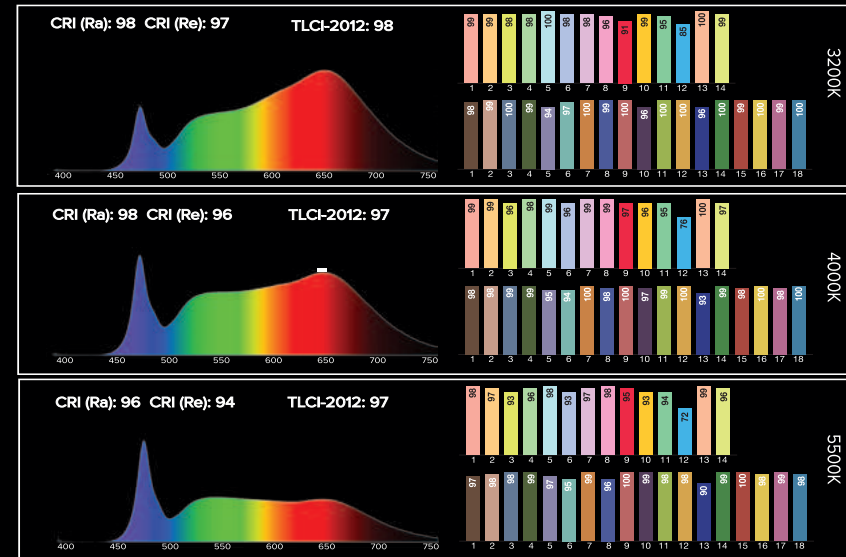 CRI (Ra): 98 CRI (Re): 97 TLCI-2012: 98
99 99 98 98 100 98 98 96 91 99 95 85 100 99
1 2 3 4 5 6 7 8 9 10 11 12 13 14
98 99 100 99 94 97 100 99 100 96 100 100 96 100 99 100 99 100
1 2 3 4 5 6 7 8 9 10 11 12 13 14 15 16 17 18
400 450 500 550 600 650 700 750
3200K
CRI (Ra): 98 CRI (Re): 96 TLCI-2012: 97
99 99 96 98 99 96 99 99 97 96 95 76 100 97
1 2 3 4 5 6 7 8 9 10 11 12 13 14
98 98 99 99 95 94 100 98 100 97 99 100 93 99 98 100 98 100
1 2 3 4 5 6 7 8 9 10 11 12 13 14 15 16 17 18
400 450 500 550 600 650 700 750
4000K
CRI (Ra): 96 CRI (Re): 94 TLCI-2012: 97
98 97 93 96 98 93 97 98 95 93 94 72 99 96
1 2 3 4 5 6 7 8 9 10 11 12 13 14
97 98 98 99 97 95 99 96 100 99 98 98 90 99 100 98 99 98
1 2 3 4 5 6 7 8 9 10 11 12 13 14 15 16 17 18
400 450 500 550 600 650 700 750
5500K